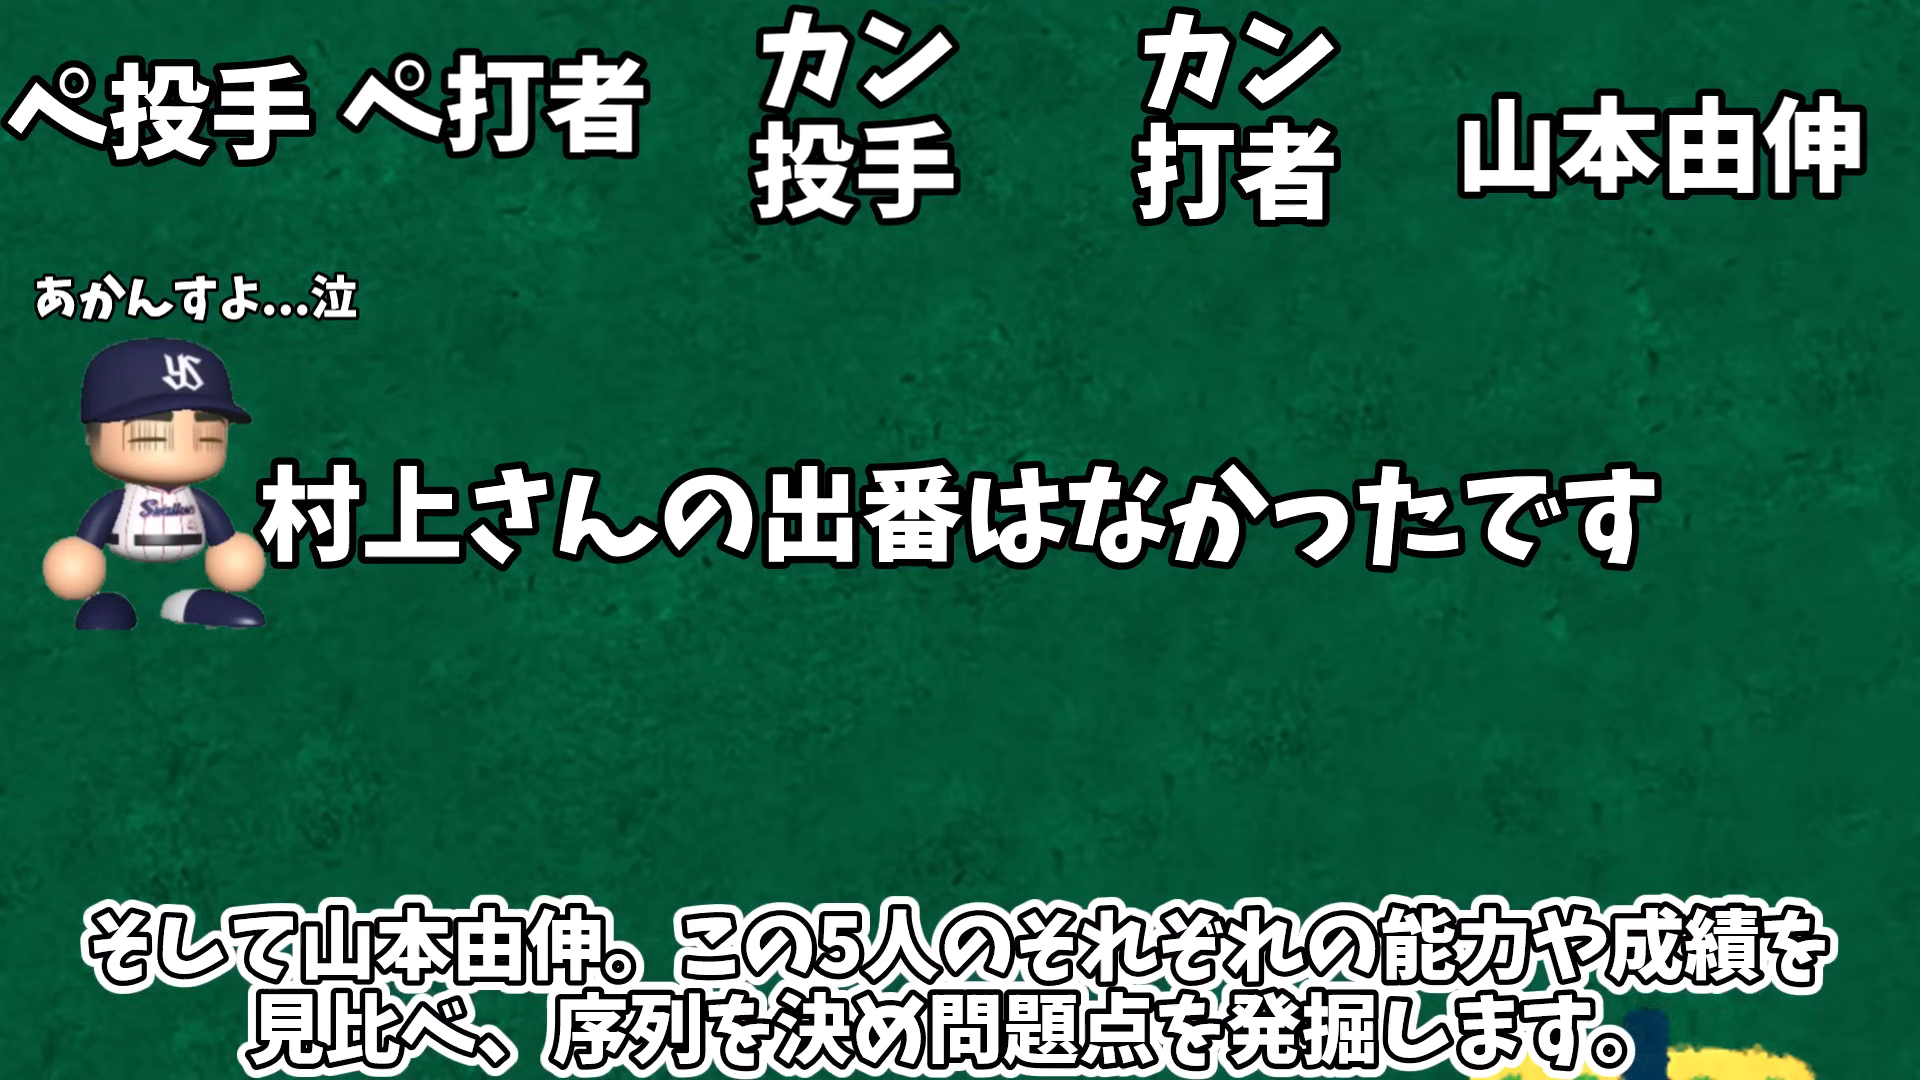 ペ投手 ペ打者
カン
投手
カン
打者
山本由伸
あかんすよ...泣
YS
Swallows
村上さんの出番はなかったです
そして山本由伸。この5人のそれぞれの能力や成績を
見比べ、序列を決め問題点を発掘します。